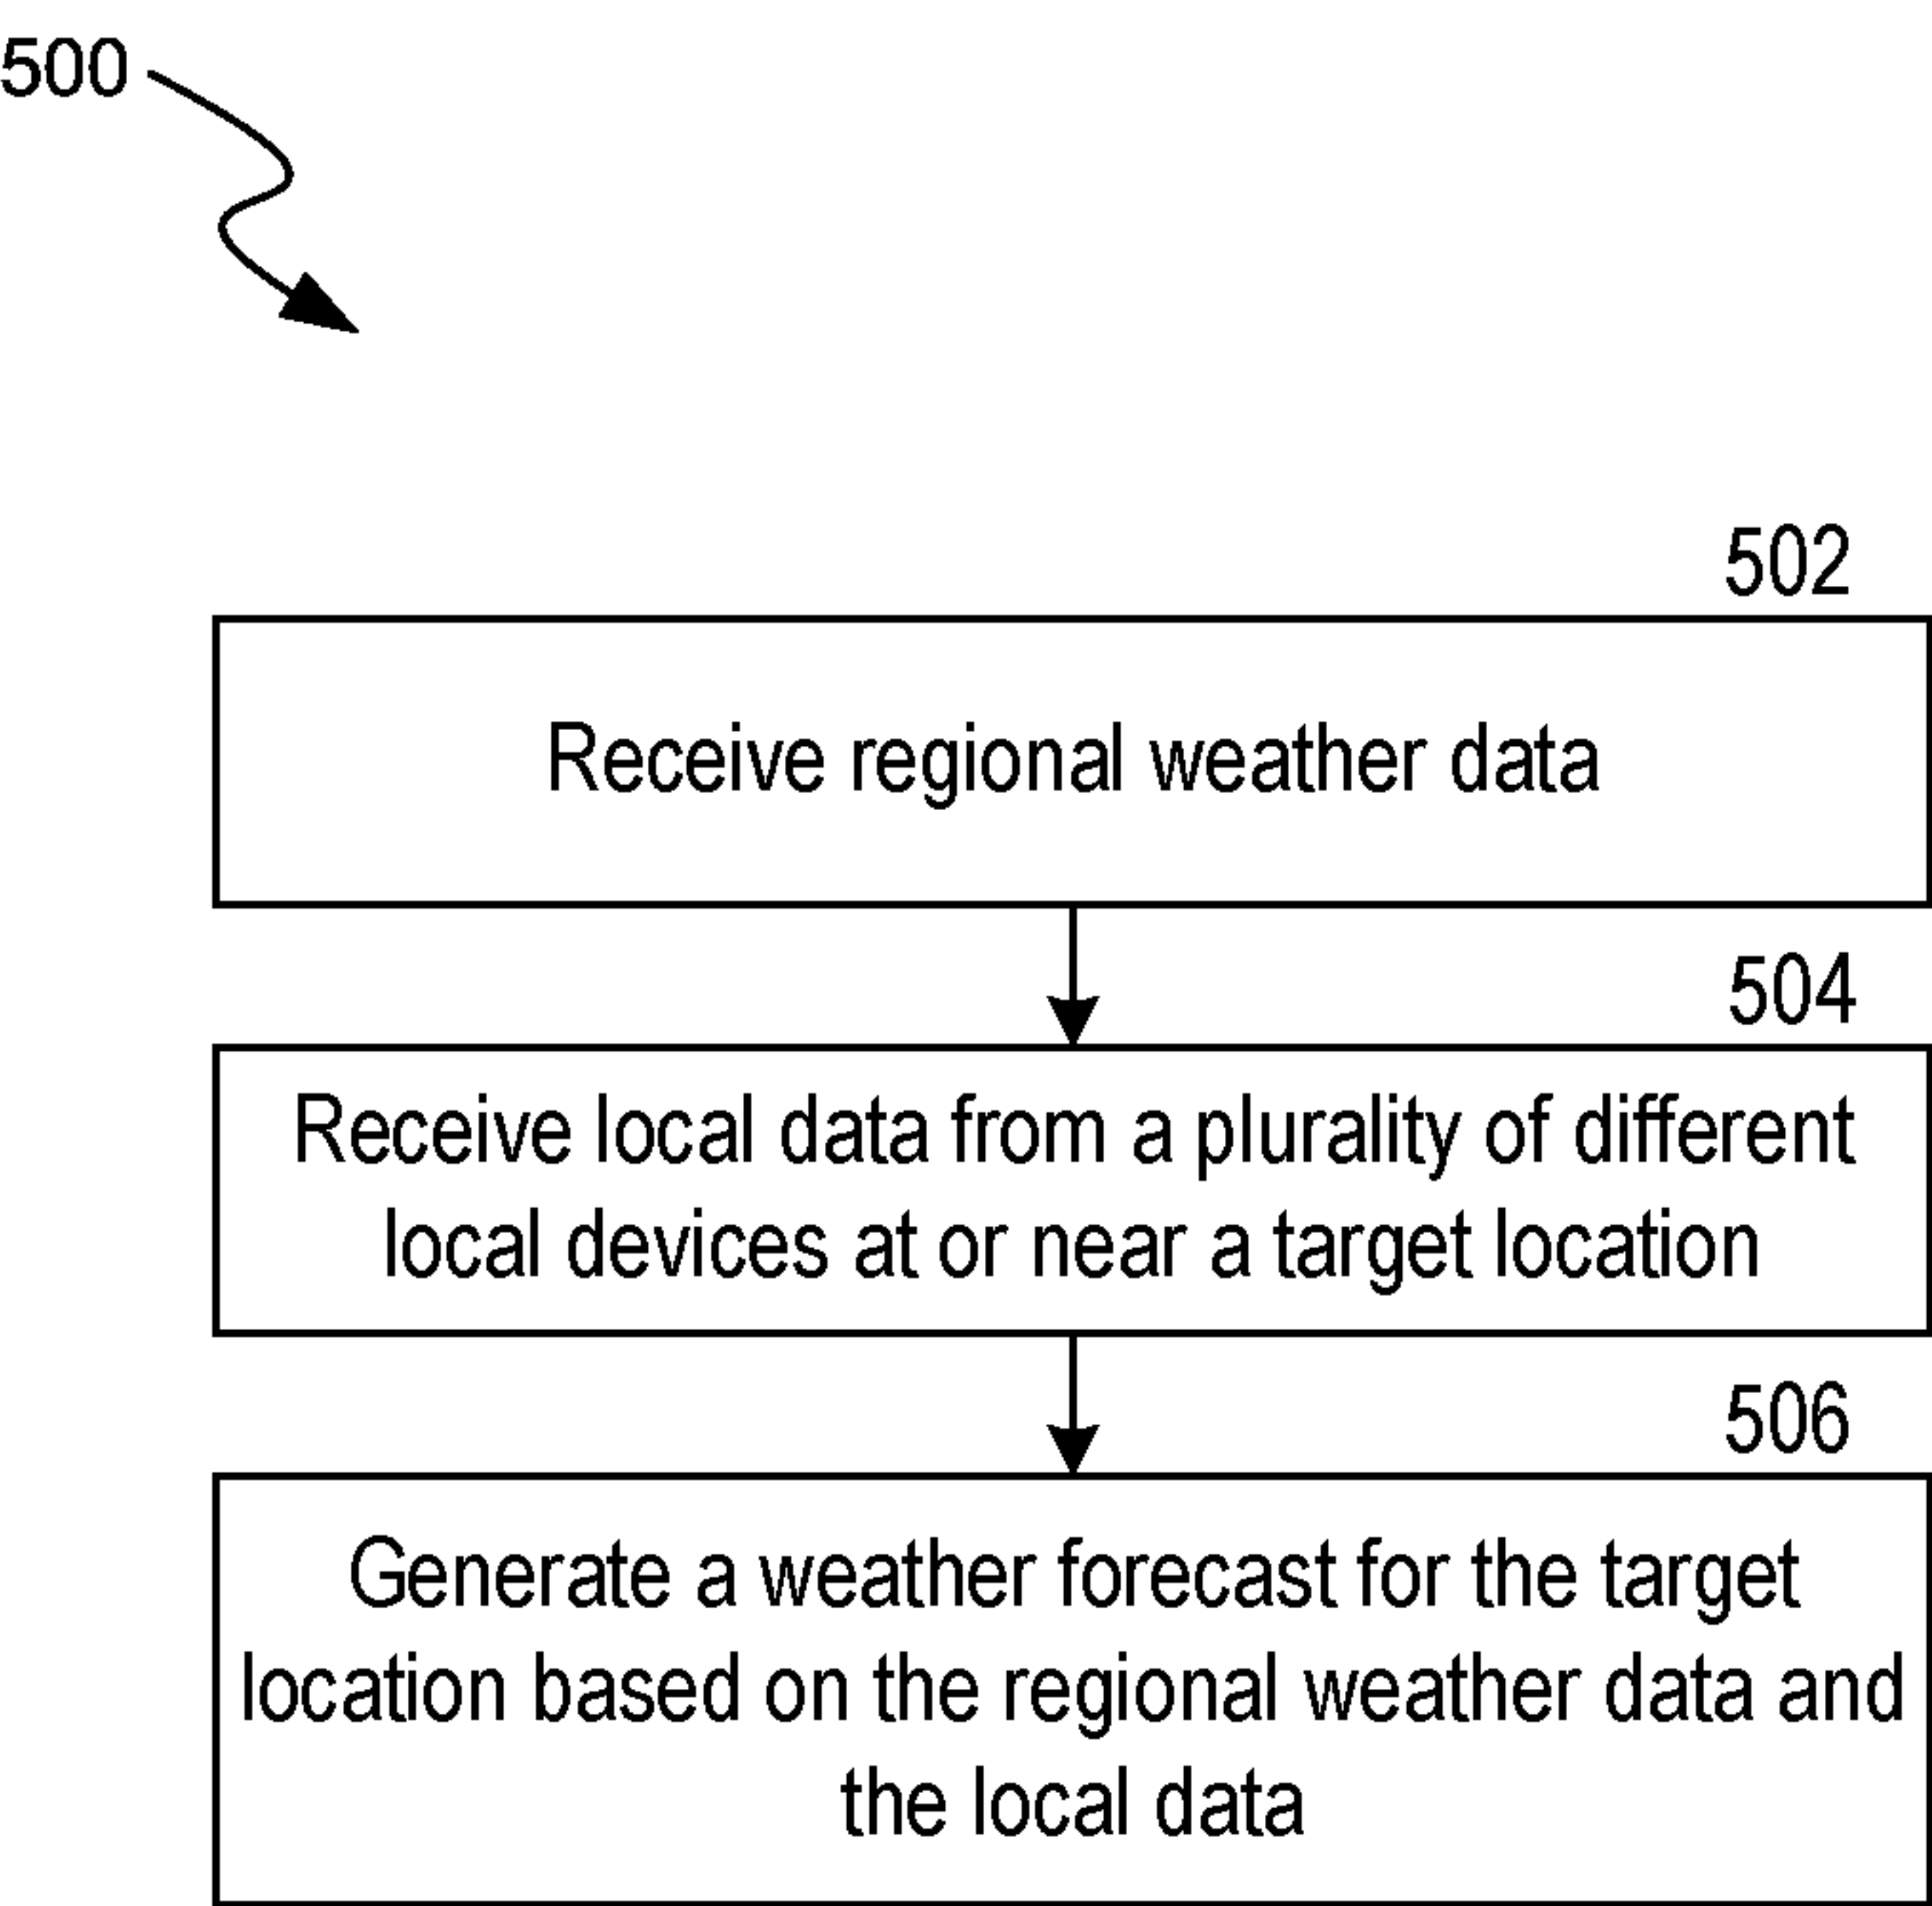 500
502
Receive regional weather data
504
Receive local data from a plurality of different
local devices at or near a target location
506
Generate a weather forecast for the target
location based on the regional weather data and
the local data